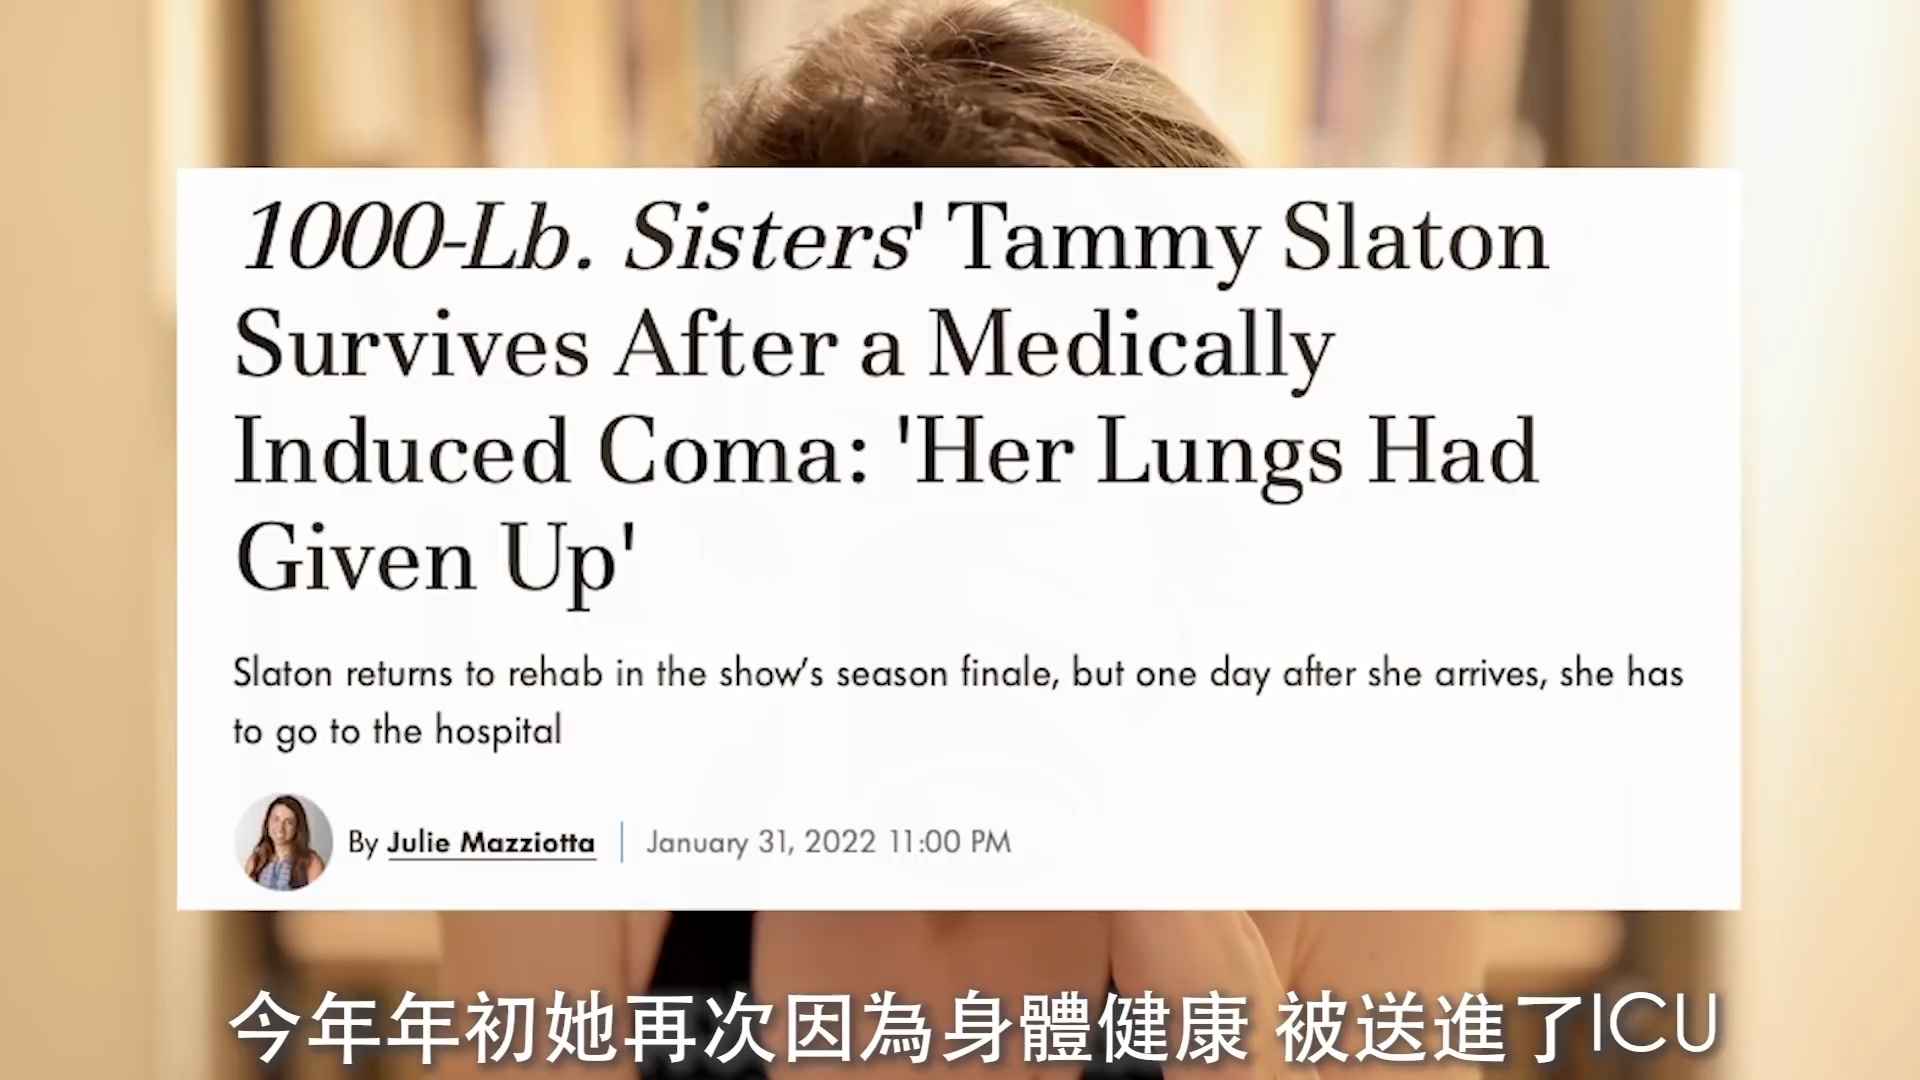 1000-Lb. Sisters' Tammy Slaton
Survives After a Medically
Induced Coma: 'Her Lungs Had
Given Up'
Slaton returns to rehab in the show's season finale, but one day after she arrives, she has
to go to the hospital
By Julie Mazziotta | January 31, 2022 11:00 PM
今年年初她再次因為身體健康 被送進了ICU